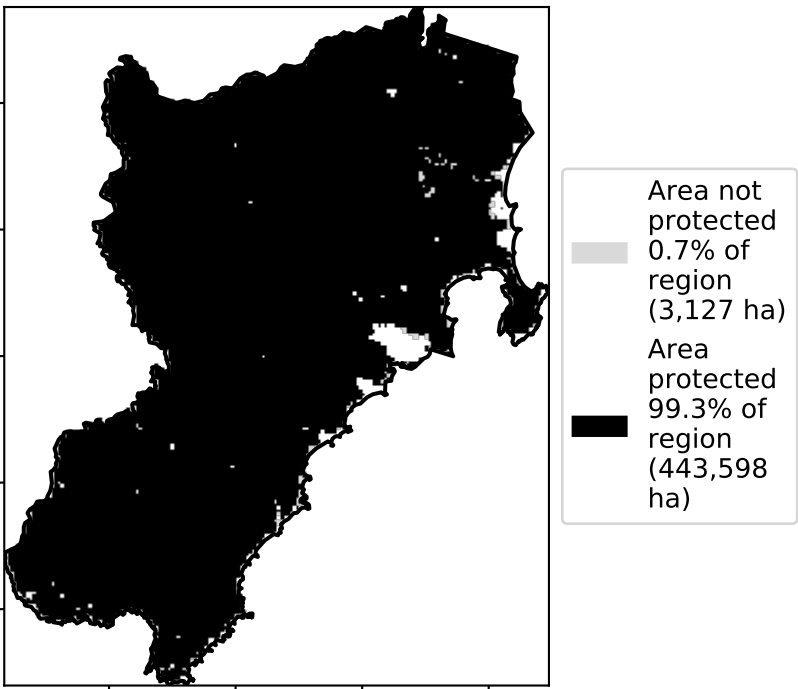 Area not
protected
0.7% of
region
(3,127 ha)
Area
protected
99.3% of
region
(443,598
ha)